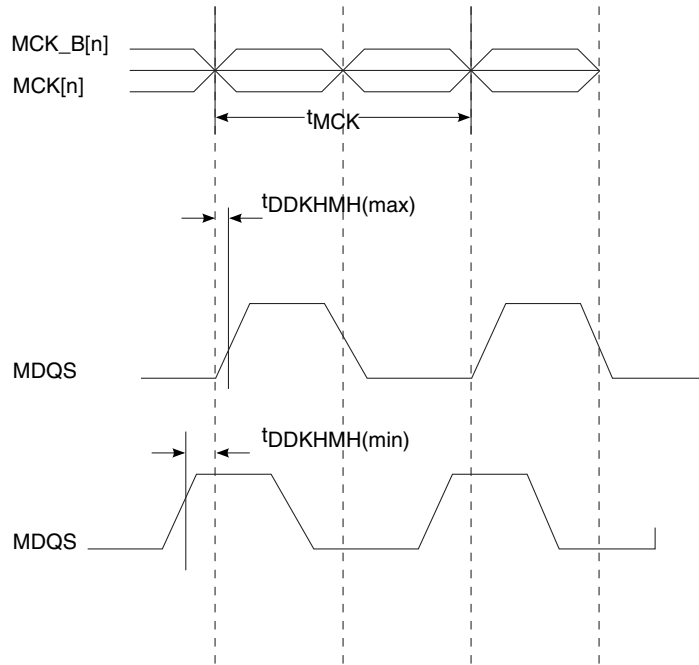 MCK_B[n]
MCK[n]
tMCK
tDDKHMH(max)
MDQS
tDDKHMH(min)
MDQS